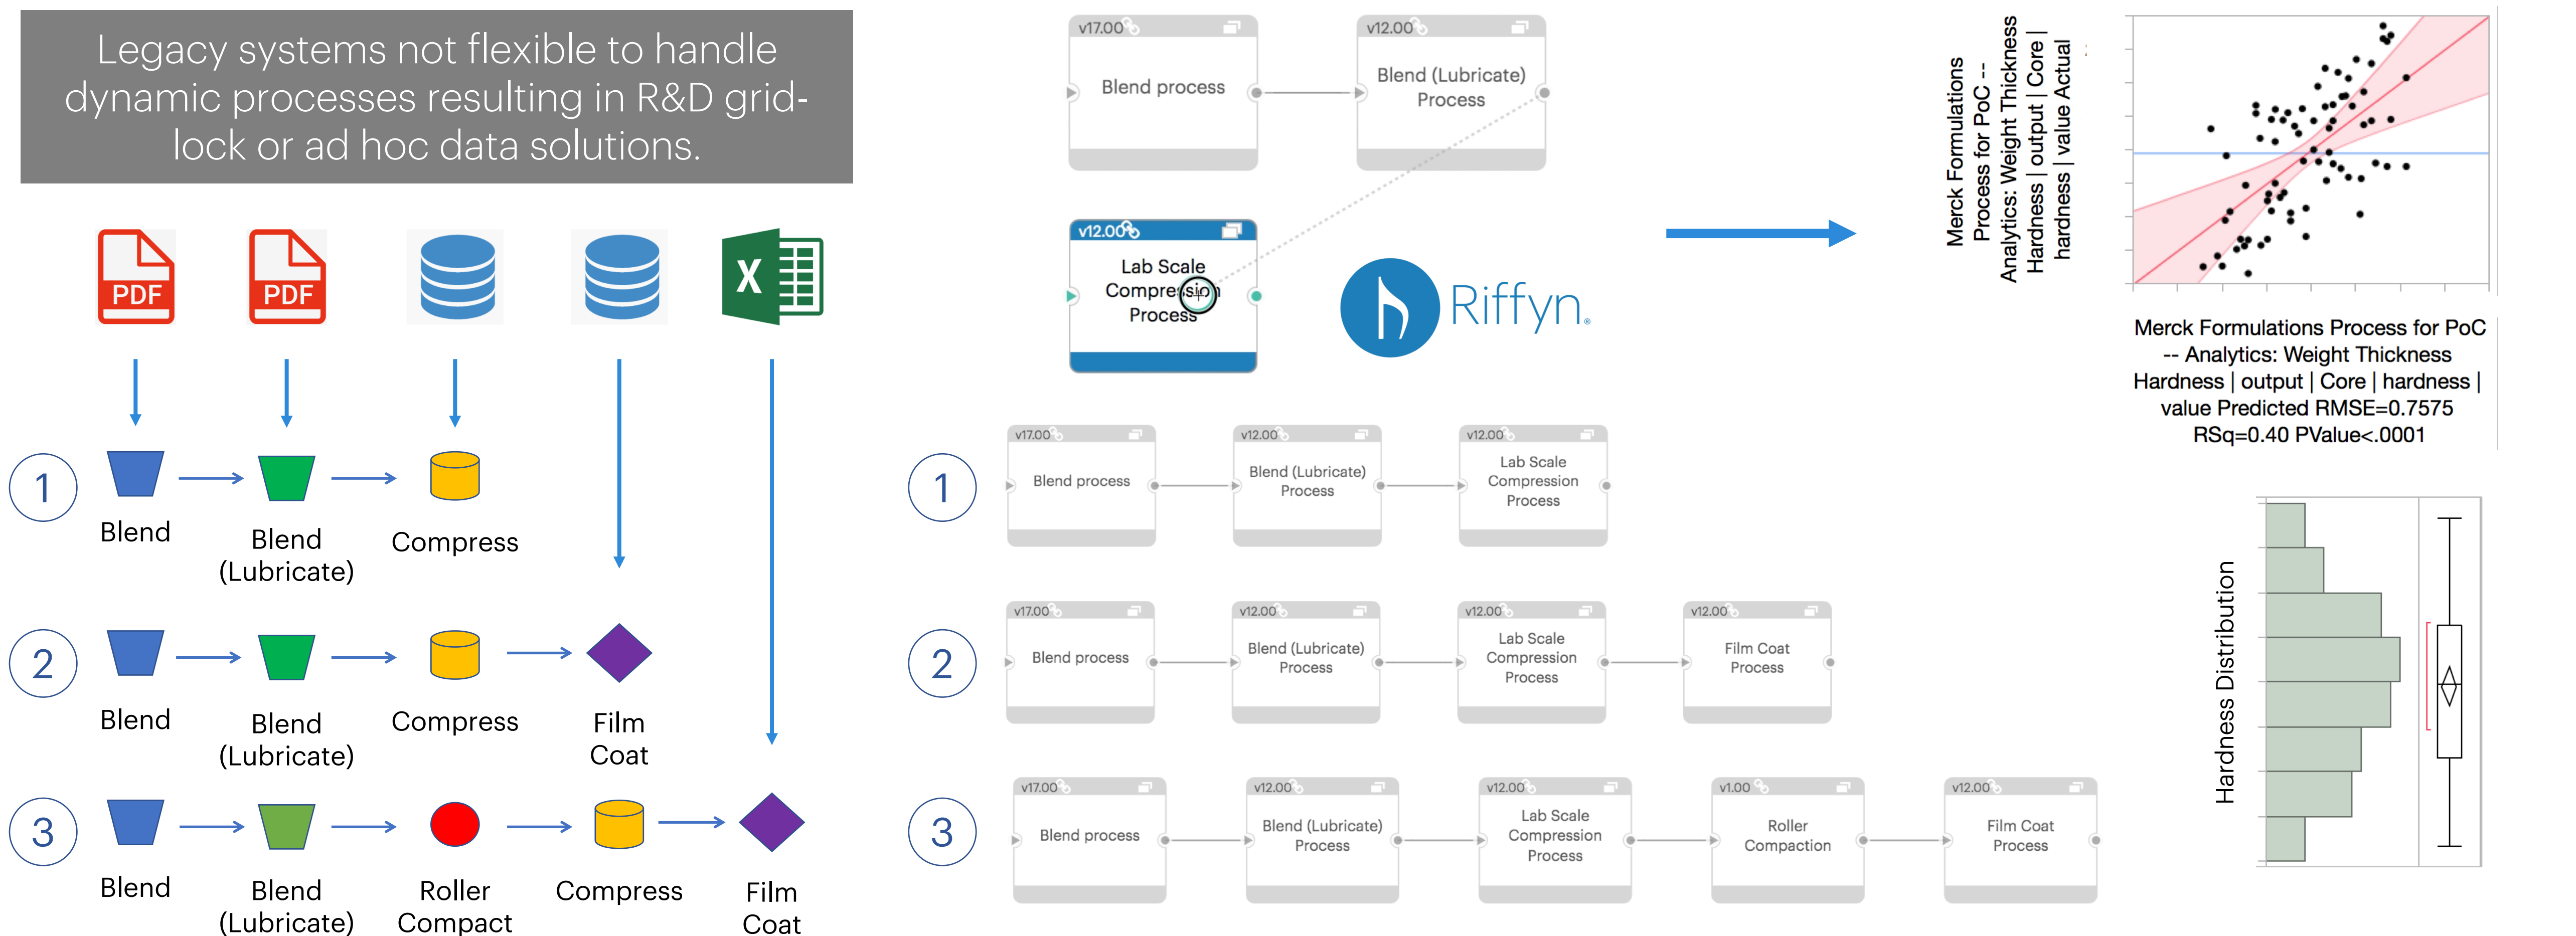 Legacy systems not flexible to handle
dynamic processes resulting in R&D grid-
lock or ad hoc data solutions.
PDF
PDF
X
1
Blend
Blend
(Lubricate)
Compress
2
Blend
Blend
(Lubricate)
Compress
Film
Coat
3
Blend
Blend
(Lubricate)
Roller
Compact
Compress
Film
Coat
v17.00
Blend process
v12.00
Blend (Lubricate)
Process
v12.00
Lab Scale
Compression
Process
Riffyn®
1
v17.00
Blend process
v12.00
Blend (Lubricate)
Process
v12.00
Lab Scale
Compression
Process
2
v17.00
Blend process
v12.00
Blend (Lubricate)
Process
v12.00
Lab Scale
Compression
Process
v12.00
Film Coat
Process
3
v17.00
Blend process
v12.00
Blend (Lubricate)
Process
v12.00
Lab Scale
Compression
Process
v1.00
Roller
Compaction
v12.00
Film Coat
Process
Merck Formulations
Process for PoC --
Analytics: Weight Thickness
Hardness | output | Core |
hardness | value Actual
Merck Formulations Process for PoC
-- Analytics: Weight Thickness
Hardness | output | Core | hardness |
value Predicted RMSE=0.7575
RSq=0.40 PValue<.0001
Hardness Distribution